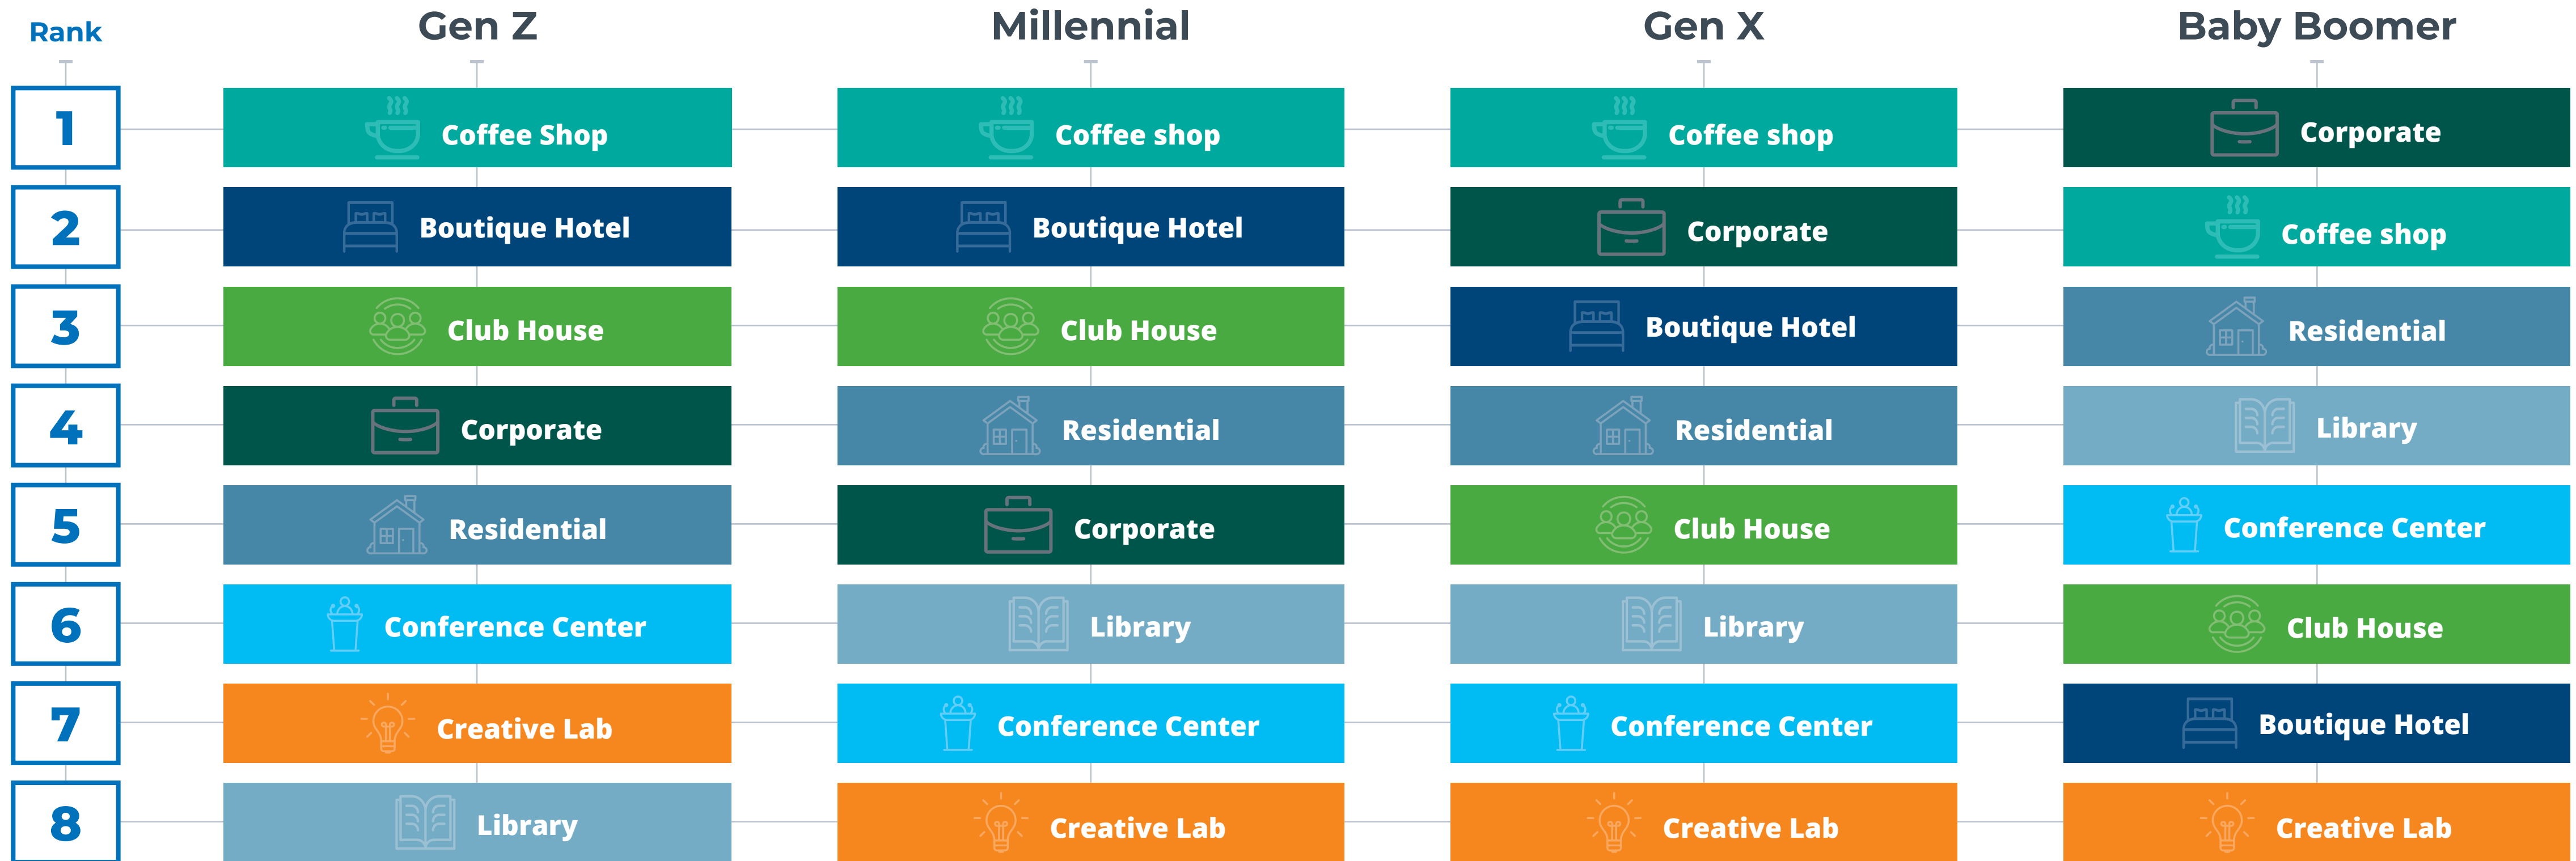 Rank Gen Z Millennial Gen X Baby Boomer
1 Coffee Shop Coffee shop Coffee shop Corporate
2 Boutique Hotel Boutique Hotel Corporate Coffee shop
3 Club House Club House Boutique Hotel Residential
4 Corporate Residential Residential Library
5 Residential Corporate Club House Conference Center
6 Conference Center Library Library Club House
7 Creative Lab Conference Center Conference Center Boutique Hotel
8 Library Creative Lab Creative Lab Creative Lab